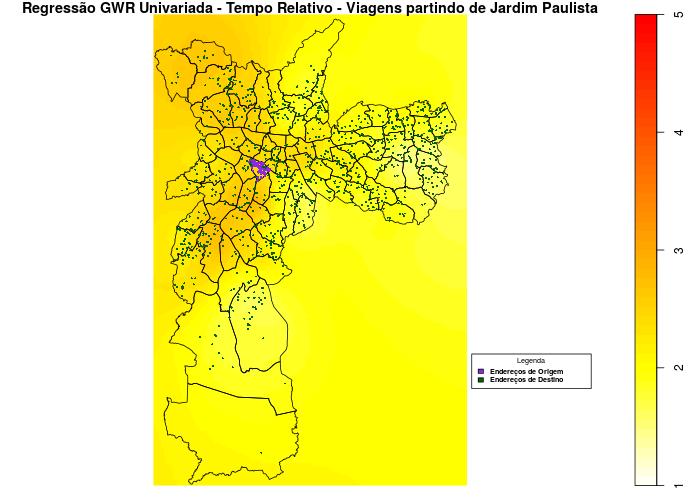 Regressão GWR Univariada - Tempo Relativo - Viagens partindo de Jardim Paulista
5
4
3
2
1
Legenda
Endereços de Origem
Endereços de Destino